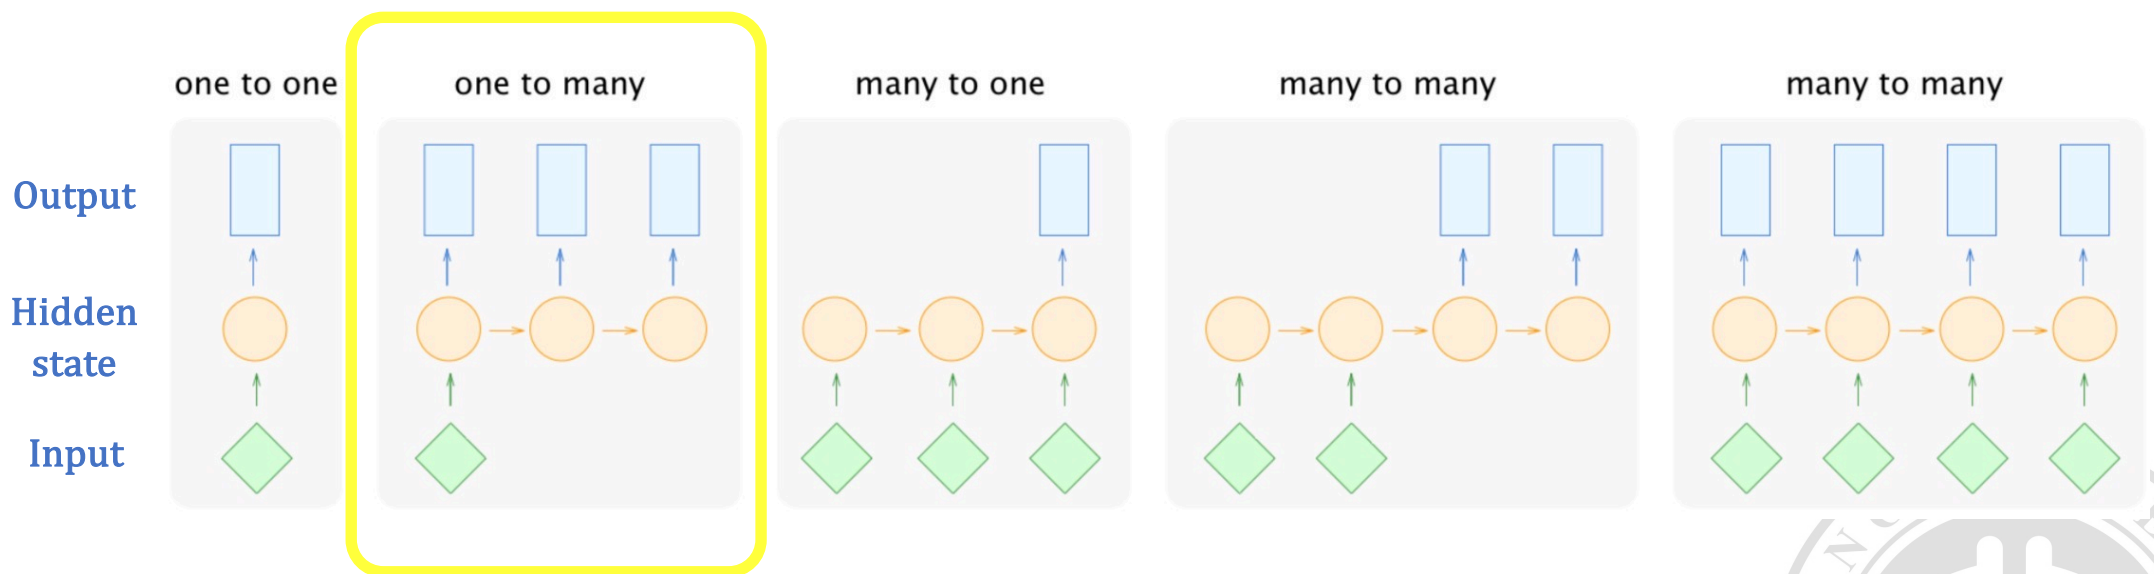 one to one
one to many
many to one
many to many
many to many
Output
Hidden
state
Input